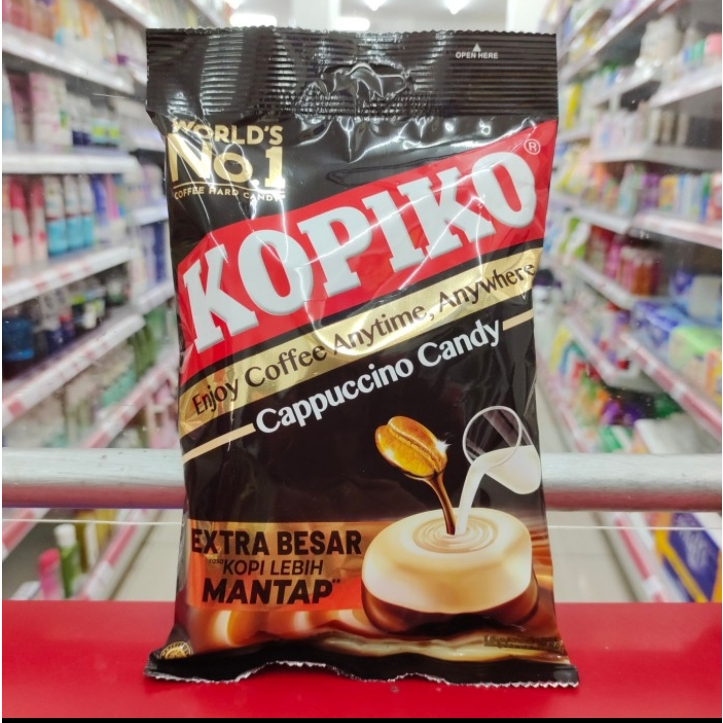 OPEN HERE
WORLD'S
No.1
COFFEE HARD CANDY
KOPIKO®
Enjoy Coffee Anytime, Anywhere
Cappuccino Candy
EXTRA BESAR
rasa KOPI LEBIH
MANTAP**